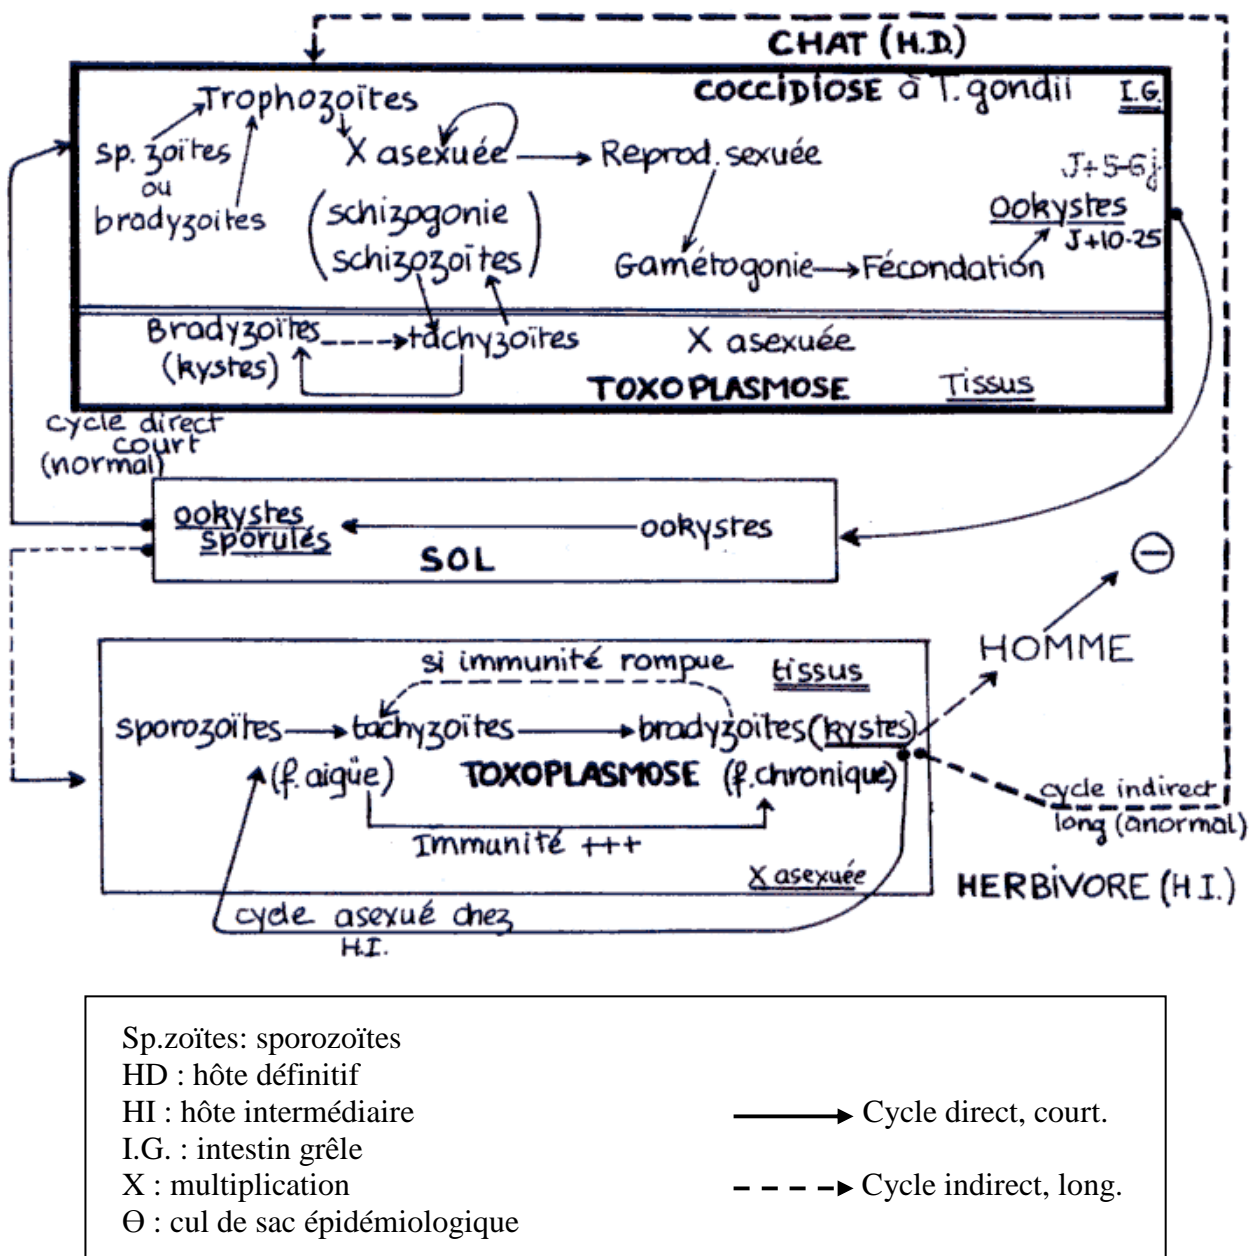 CHAT (H.D.)
COCCIDIOSE à T. gondii I.G.
Trophozoïtes
sp. zoïtes
ou
bradyzoites
X asexuée
Reprod. sexuée
(schizogonie
schizozoïtes)
J+5-6j
ookystes
J+10-25
Gamétogonie
Fécondation
Bradyzoïtes
(kystes)
tachyzoïtes
X asexuée
TOXOPLASMOSE
Tissus
cycle direct
court
(normal)
ookystes
sporulés
ookystes
SOL
HOMME
si immunité rompue
tissus
sporozoïtes
tachyzoïtes
bradyzoïtes (kystes)
(f. aigüe)
TOXOPLASMOSE
(f. chronique)
Immunité +++
X asexuée
cycle indirect
long (anormal)
HERBIVORE (H.I.)
cycle asexué chez
H.I.
Sp.zoïtes: sporozoïtes
HD : hôte définitif
HI : hôte intermédiaire
Cycle direct, court.
I.G. : intestin grêle
X : multiplication
Cycle indirect, long.
Ө : cul de sac épidémiologique